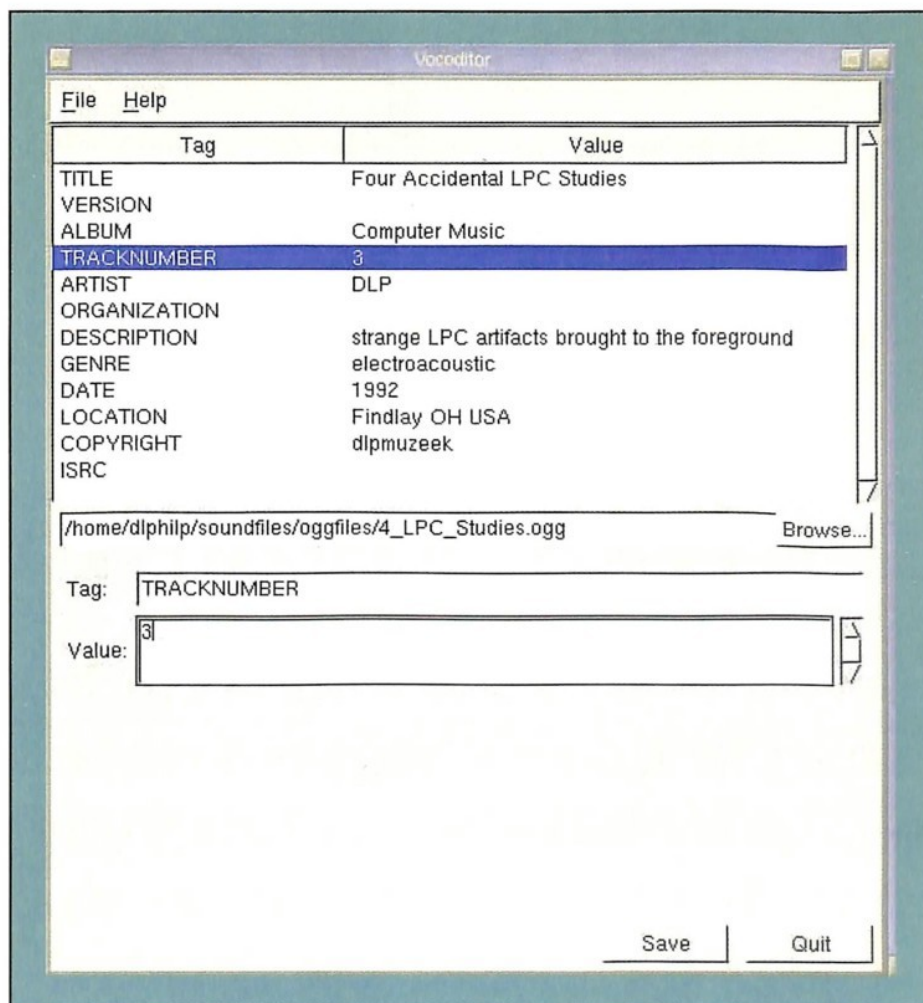 Vocoditor
File Help
Tag Value
TITLE Four Accidental LPC Studies
VERSION
ALBUM Computer Music
TRACKNUMBER 3
ARTIST DLP
ORGANIZATION
DESCRIPTION strange LPC artifacts brought to the foreground
GENRE electroacoustic
DATE 1992
LOCATION Findlay OH USA
COPYRIGHT dlpmuzeek
ISRC
/home/dlphilp/soundfiles/oggfiles/4_LPC_Studies.ogg Browse...
Tag: TRACKNUMBER
Value: 3
Save Quit